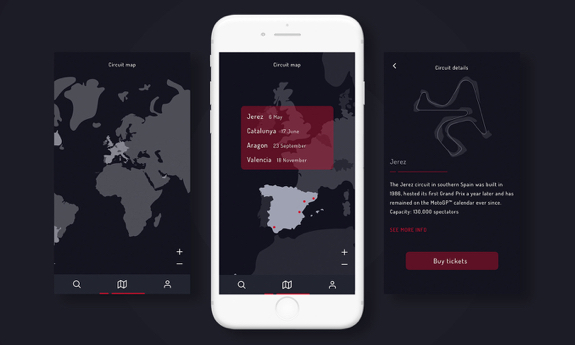 Circuit map
Circuit map
Jerez 6 May
Catalunya 17 June
Aragon 23 September
Valencia 18 November
Circuit details
Jerez
The Jerez circuit in southern Spain was built in
1986, hosted its first Grand Prix a year later and has
remained on the MotoGP™ calendar ever since.
Capacity: 130,000 spectators
SEE MORE INFO
Buy tickets